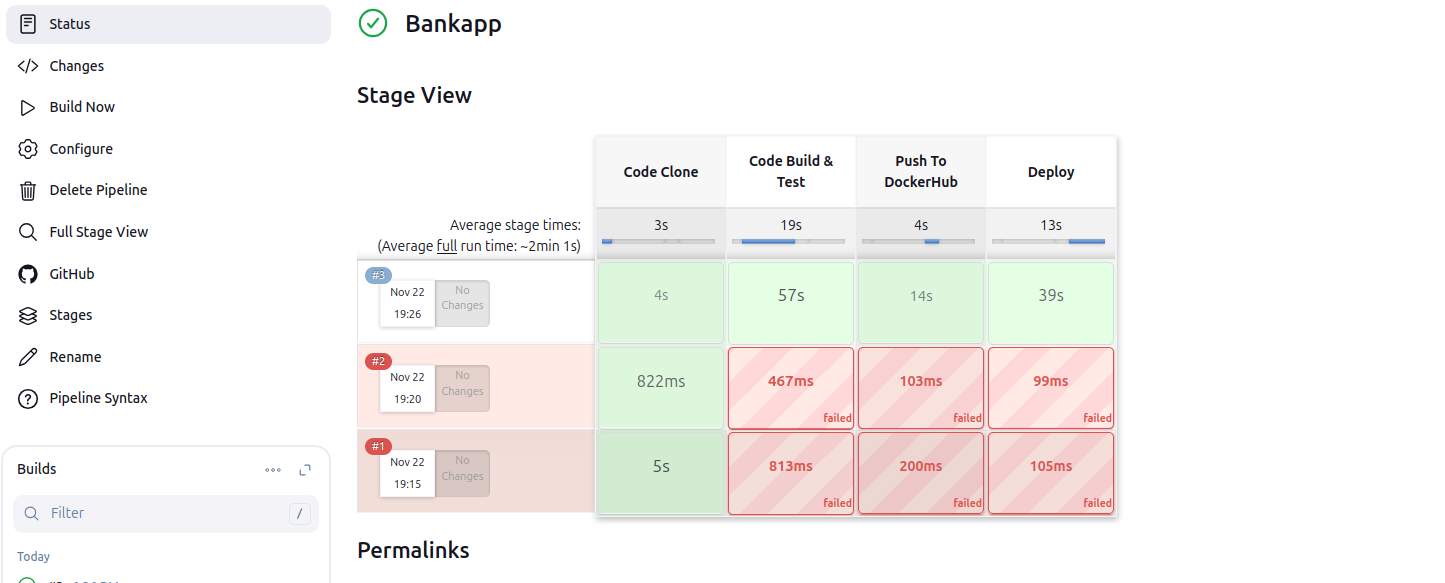 Status
Changes
Build Now
Configure
Delete Pipeline
Full Stage View
GitHub
Stages
Rename
Pipeline Syntax
Builds
Filter
/
Today
Bankapp
Stage View
Code Clone
Code Build &
Test
Push To
DockerHub
Deploy
Average stage times:
(Average full run time: ~2min 1s)
3s
19s
4s
13s
#3
Nov 22
19:26
No
Changes
4s
57s
14s
39s
#2
Nov 22
19:20
No
Changes
822ms
467ms
failed
103ms
failed
99ms
failed
#1
Nov 22
19:15
No
Changes
5s
813ms
failed
200ms
failed
105ms
failed
Permalinks